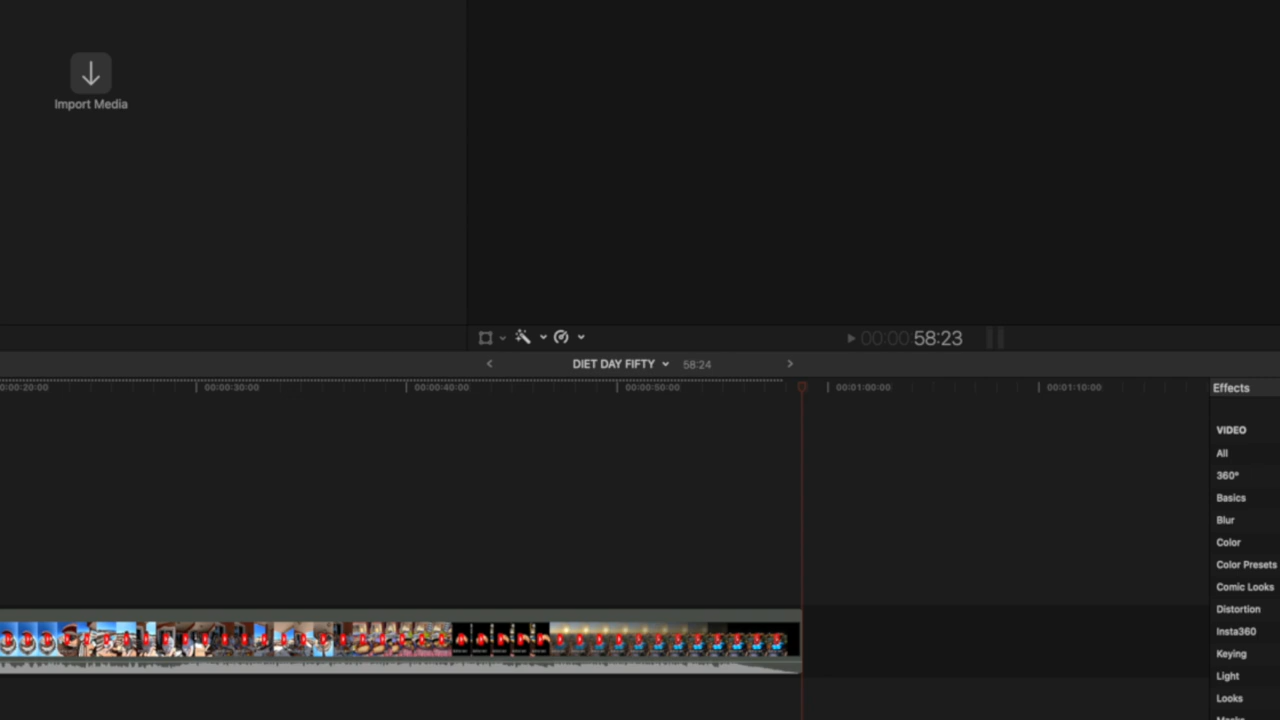 Import Media
00:00:58:23
DIET DAY FIFTY 58:24
0:00:20:00 00:00:30:00 00:00:40:00 00:00:50:00 00:01:00:00 00:01:10:00
Effects
VIDEO
All
360°
Basics
Blur
Color
Color Presets
Comic Looks
Distortion
Insta360
Keying
Light
Looks